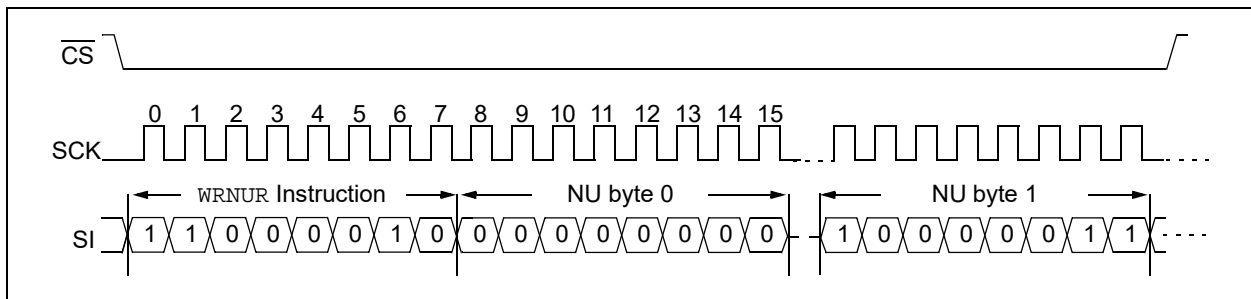 CS
0 1 2 3 4 5 6 7 8 9 10 11 12 13 14 15
SCK
WRNUR Instruction NU byte 0 NU byte 1
SI 1 1 0 0 0 0 1 0 0 0 0 0 0 0 0 0 1 0 0 0 0 0 1 1